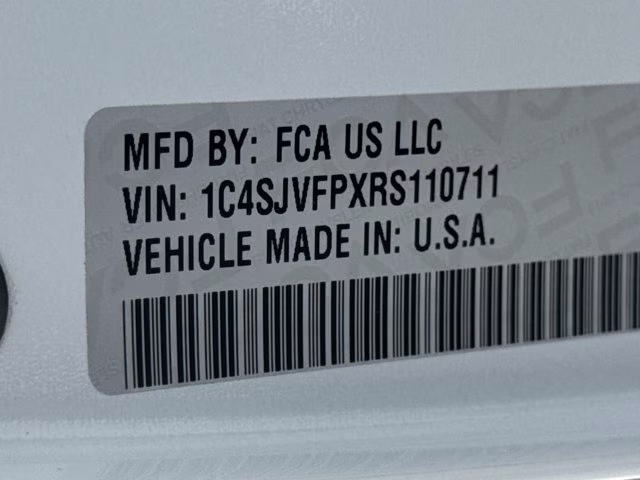 MFD BY: FCA US LLC
VIN: 1C4SJVFPXRS110711
VEHICLE MADE IN: U.S.A.